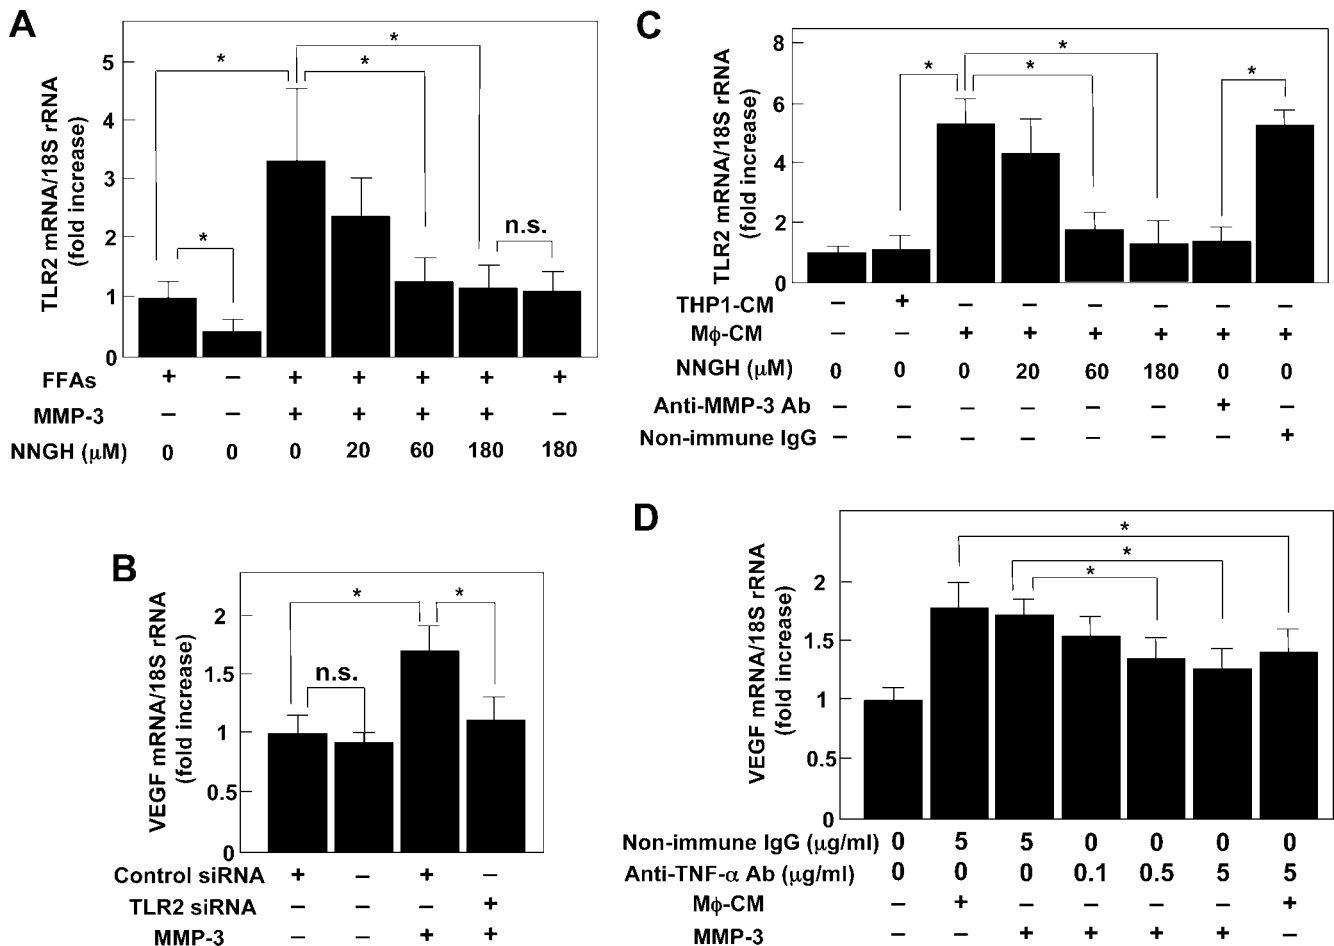 A
TLR2 mRNA/18S rRNA
(fold increase)
5
4
3
2
1
0
*
*
*
*
n.s.
FFAs + – + + + + +
MMP-3 – – + + + + –
NNGH (μM) 0 0 0 20 60 180 180
B
VEGF mRNA/18S rRNA
(fold increase)
2
1.5
1
0.5
0
*
*
n.s.
Control siRNA + – + –
TLR2 siRNA – – – +
MMP-3 – – + +
C
TLR2 mRNA/18S rRNA
(fold increase)
8
6
4
2
0
*
*
*
*
THP1-CM – + – – – – – –
Mϕ-CM – – + + + + + +
NNGH (μM) 0 0 0 20 60 180 0 0
Anti-MMP-3 Ab – – – – – – + –
Non-immune IgG – – – – – – – +
D
VEGF mRNA/18S rRNA
(fold increase)
2
1.5
1
0.5
0
*
*
*
Non-immune IgG (μg/ml) 0 5 5 0 0 0 0
Anti-TNF-α Ab (μg/ml) 0 0 0 0.1 0.5 5 5
Mϕ-CM – + – – – – +
MMP-3 – – + + + + –